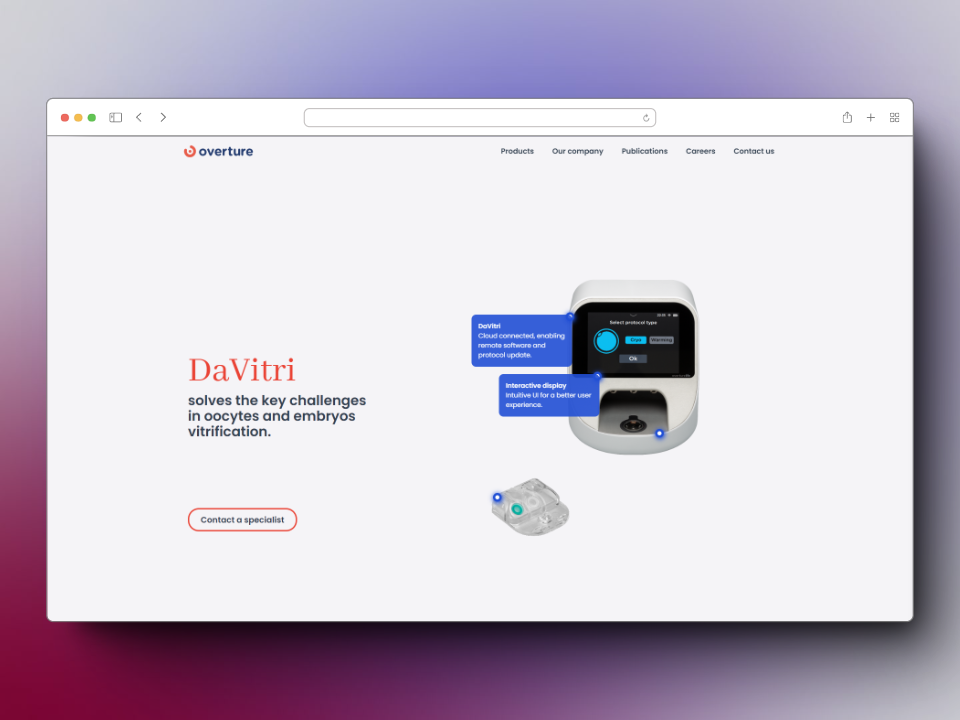 overture
Products Our company Publications Careers Contact us
Select protocol type
Warming
DaVitri
Cloud connected, enabling
remote software and
protocol update.
Interactive display
Intuitive UI for a better user
experience.
DaVitri
solves the key challenges
in oocytes and embryos
vitrification.
Contact a specialist